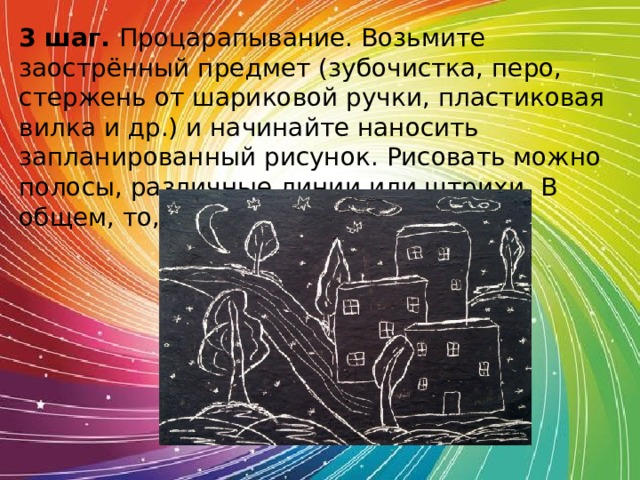 3 шаг. Процарапывание. Возьмите
заострённый предмет (зубочистка, перо,
стержень от шариковой ручки, пластиковая
вилка и др.) и начинайте наносить
запланированный рисунок. Рисовать можно
полосы, различные линии или штрихи. В
общем, то,